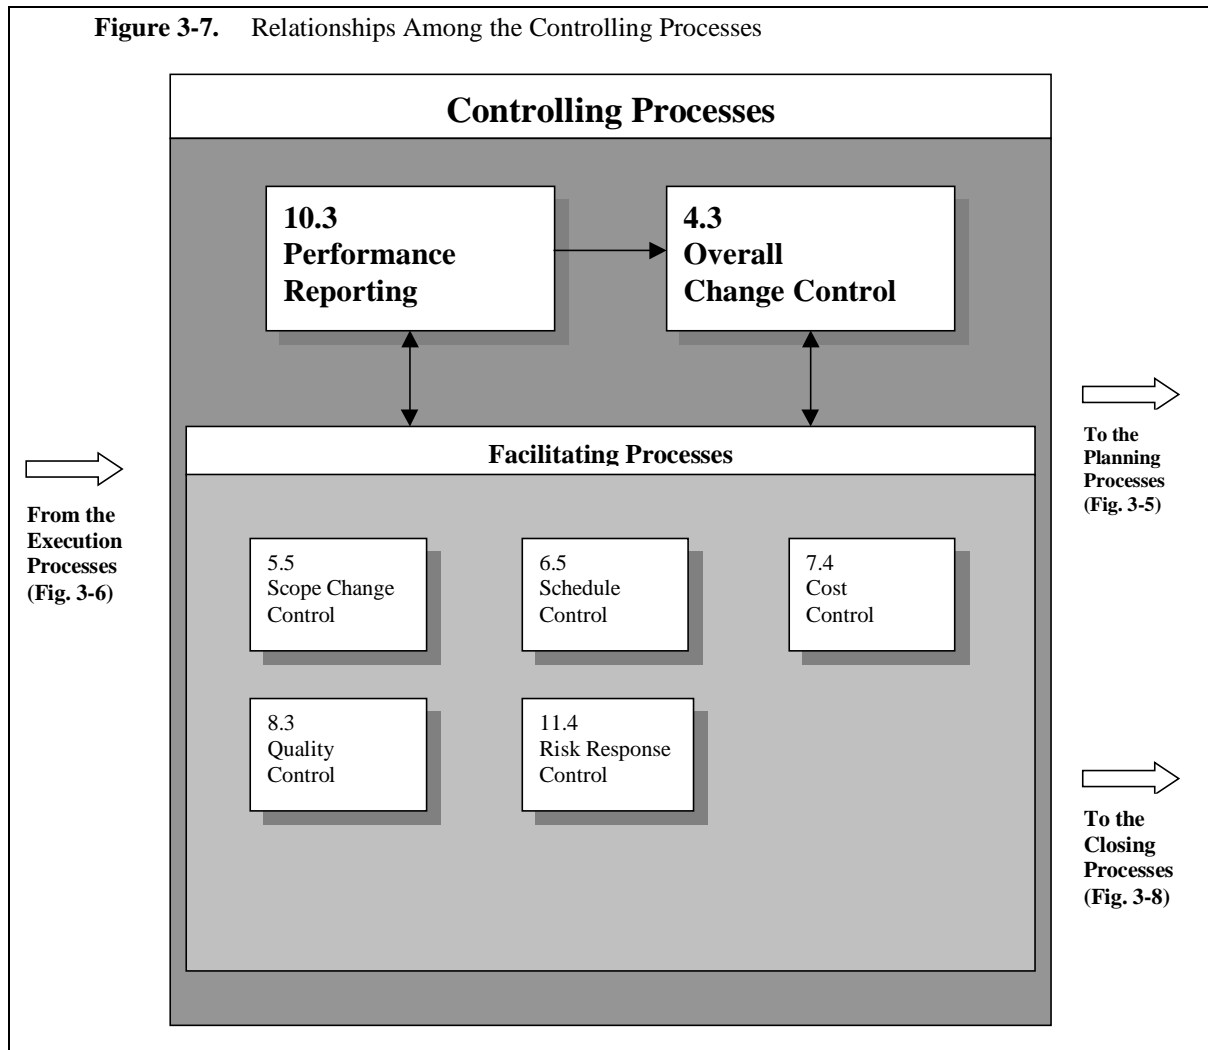 Figure 3-7. Relationships Among the Controlling Processes
Controlling Processes
10.3
Performance
Reporting
4.3
Overall
Change Control
From the
Execution
Processes
(Fig. 3-6)
Facilitating Processes
5.5
Scope Change
Control
6.5
Schedule
Control
7.4
Cost
Control
8.3
Quality
Control
11.4
Risk Response
Control
To the
Planning
Processes
(Fig. 3-5)
To the
Closing
Processes
(Fig. 3-8)